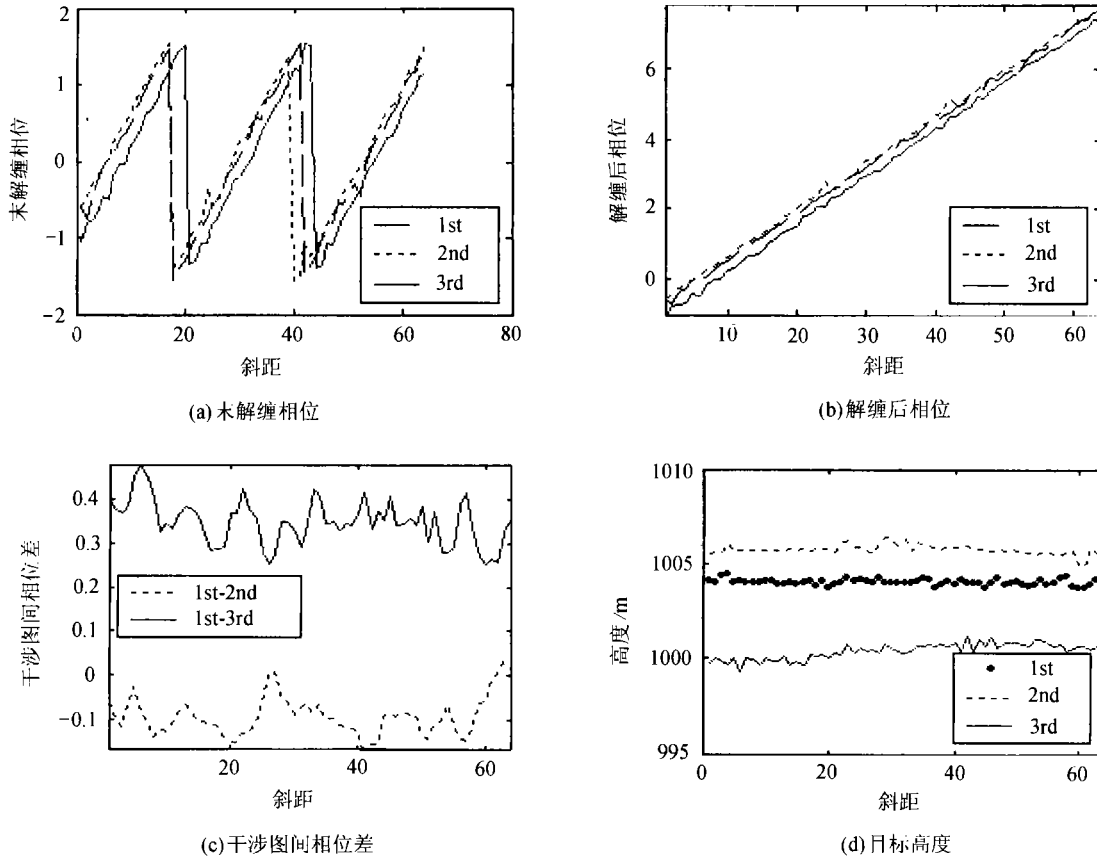 2
1
0
−1
−2
0
20
40
60
80
未解缠相位
斜距
1st
2nd
3rd
(a) 未解缠相位
6
4
2
0
10
20
30
40
50
60
解缠后相位
斜距
1st
2nd
3rd
(b) 解缠后相位
0.4
0.3
0.2
0.1
0
−0.1
20
40
60
干涉图间相位差
斜距
1st-2nd
1st-3rd
(c) 干涉图间相位差
1010
1005
1000
995
0
20
40
60
高度/m
斜距
1st
2nd
3rd
(d) 目标高度